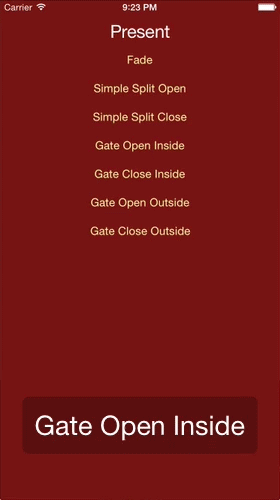 Carrier 9:23 PM
Present
Fade
Simple Split Open
Simple Split Close
Gate Open Inside
Gate Close Inside
Gate Open Outside
Gate Close Outside
Gate Open Inside